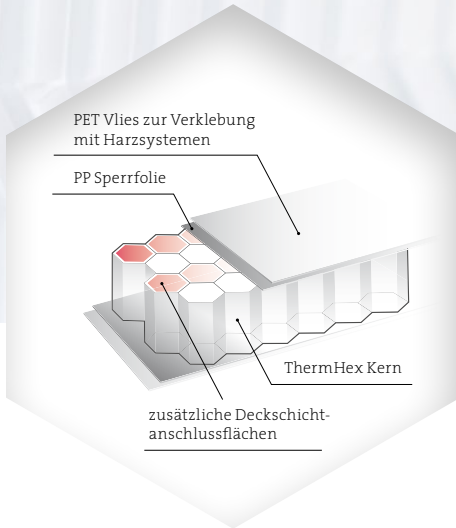 PET Vlies zur Verklebung
mit Harzsystemen
PP Sperrfolie
ThermHex Kern
zusätzliche Deckschicht-
anschlussflächen